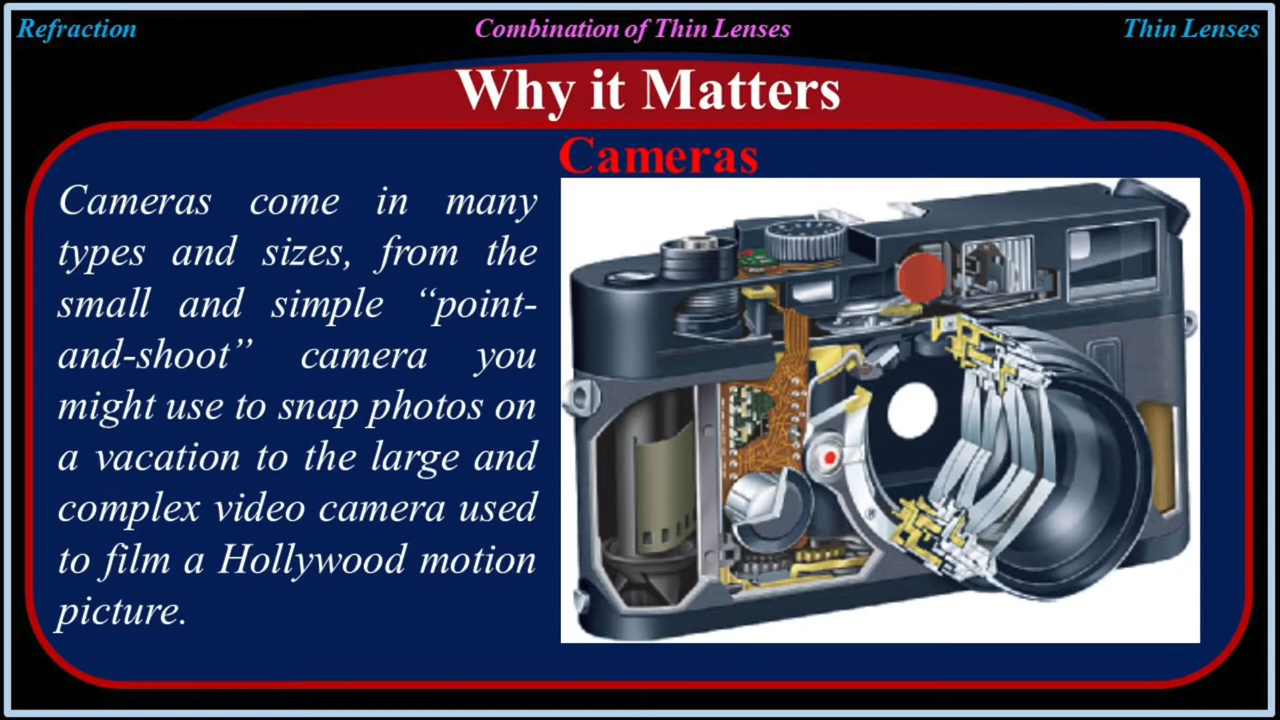 Refraction
Combination of Thin Lenses
Thin Lenses
Why it Matters
Cameras
Cameras come in many
types and sizes, from the
small and simple “point-
and-shoot” camera you
might use to snap photos on
a vacation to the large and
complex video camera used
to film a Hollywood motion
picture.